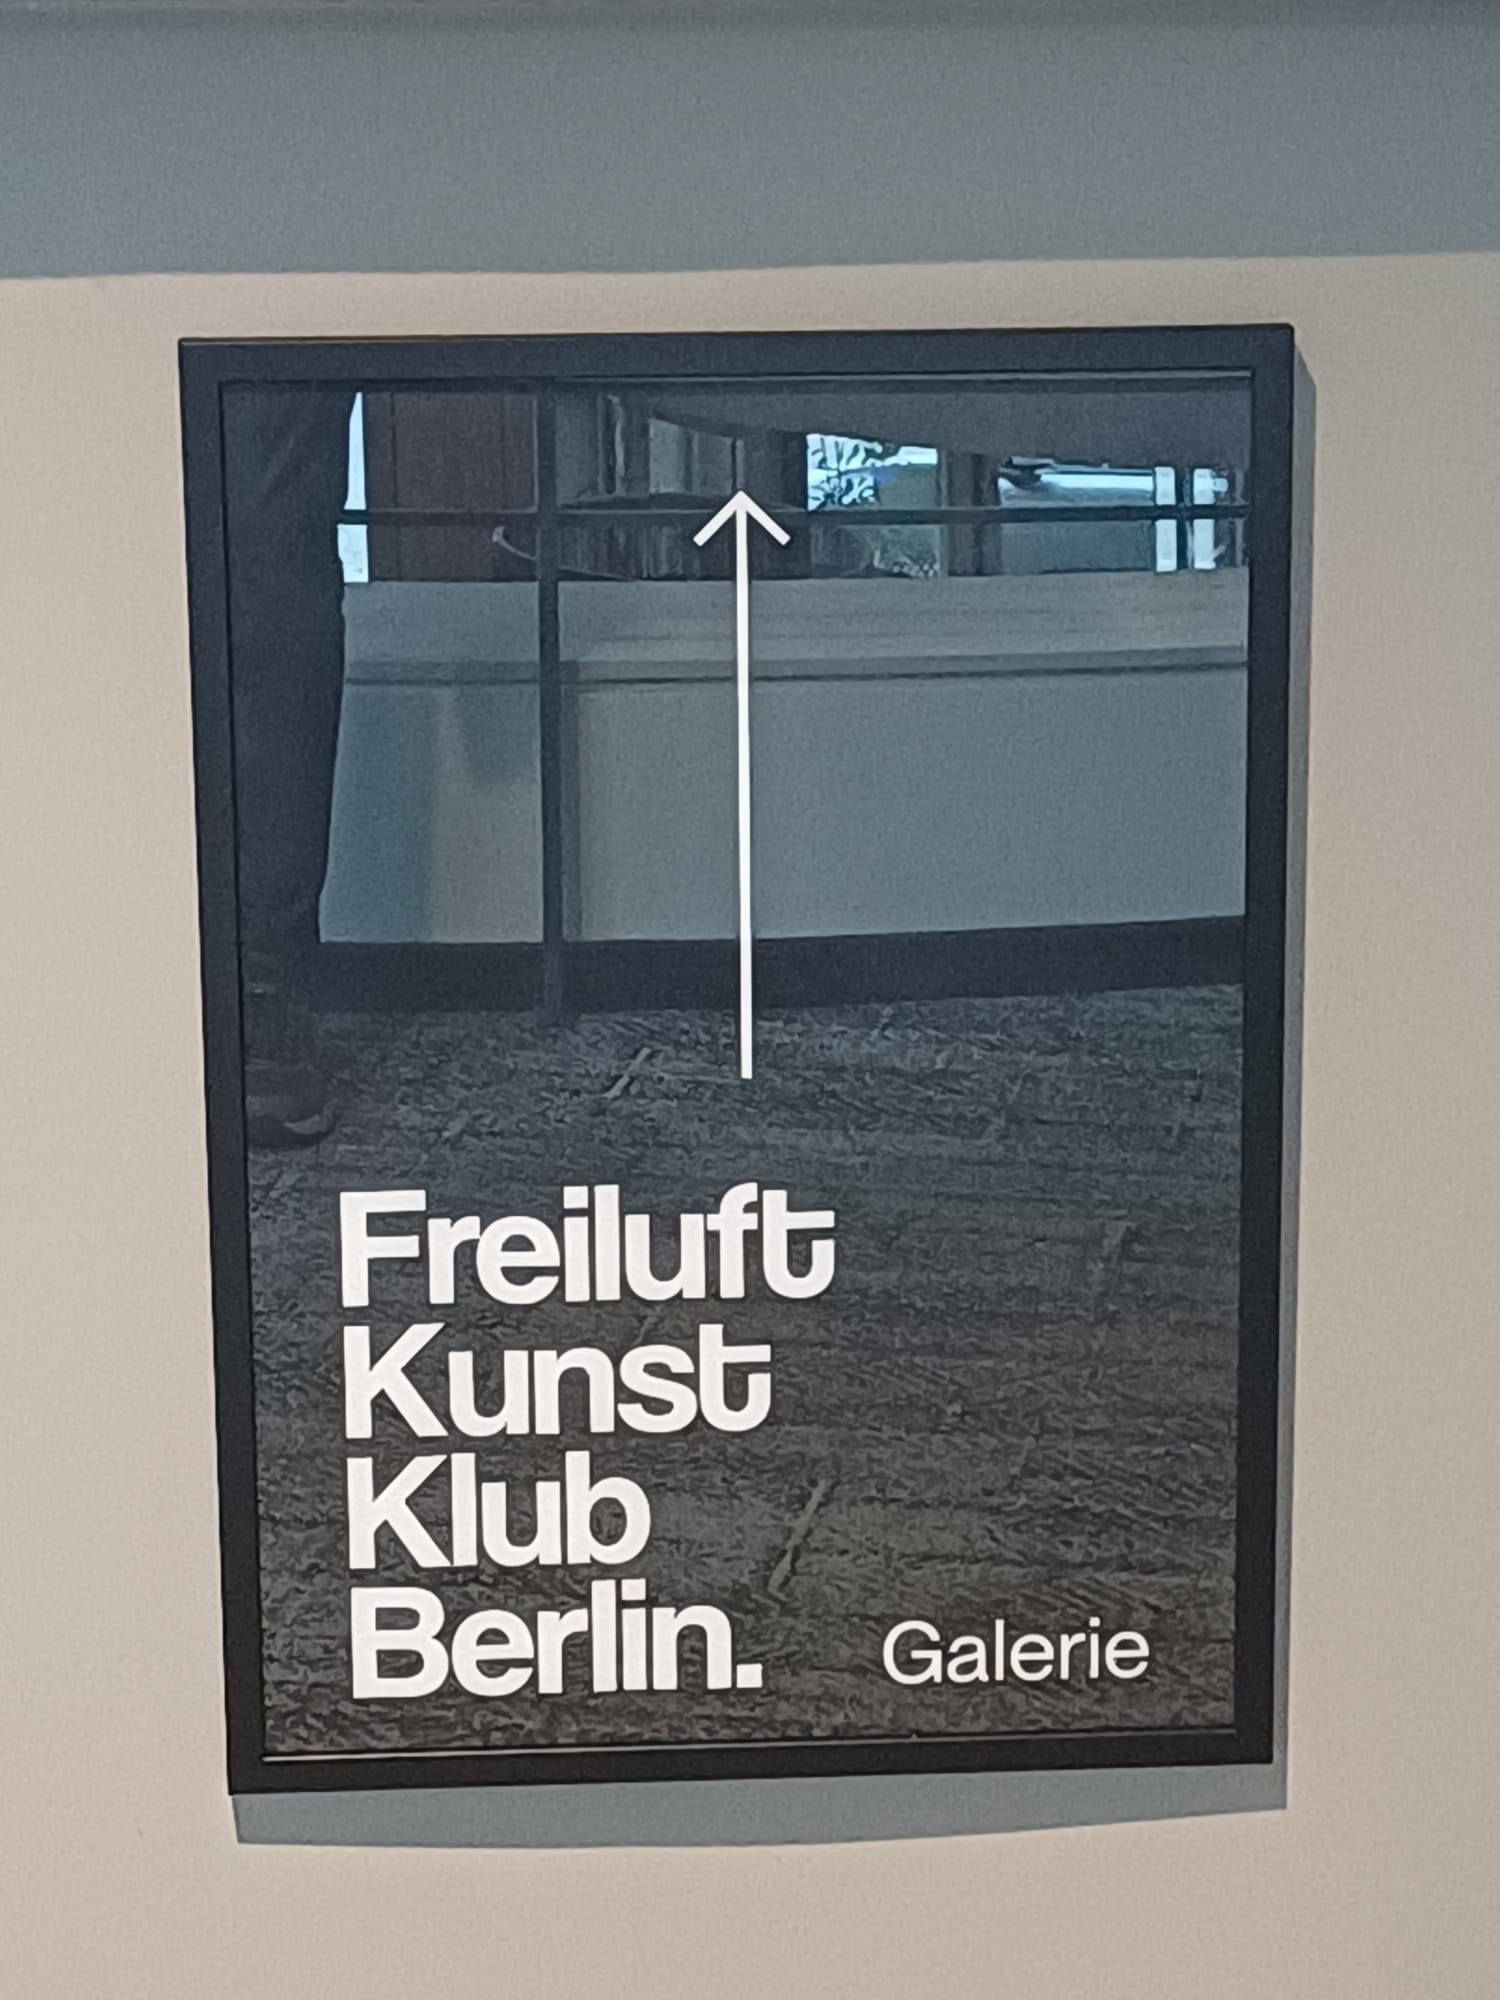 Freiluft
Kunst
Klub
Berlin.
Galerie